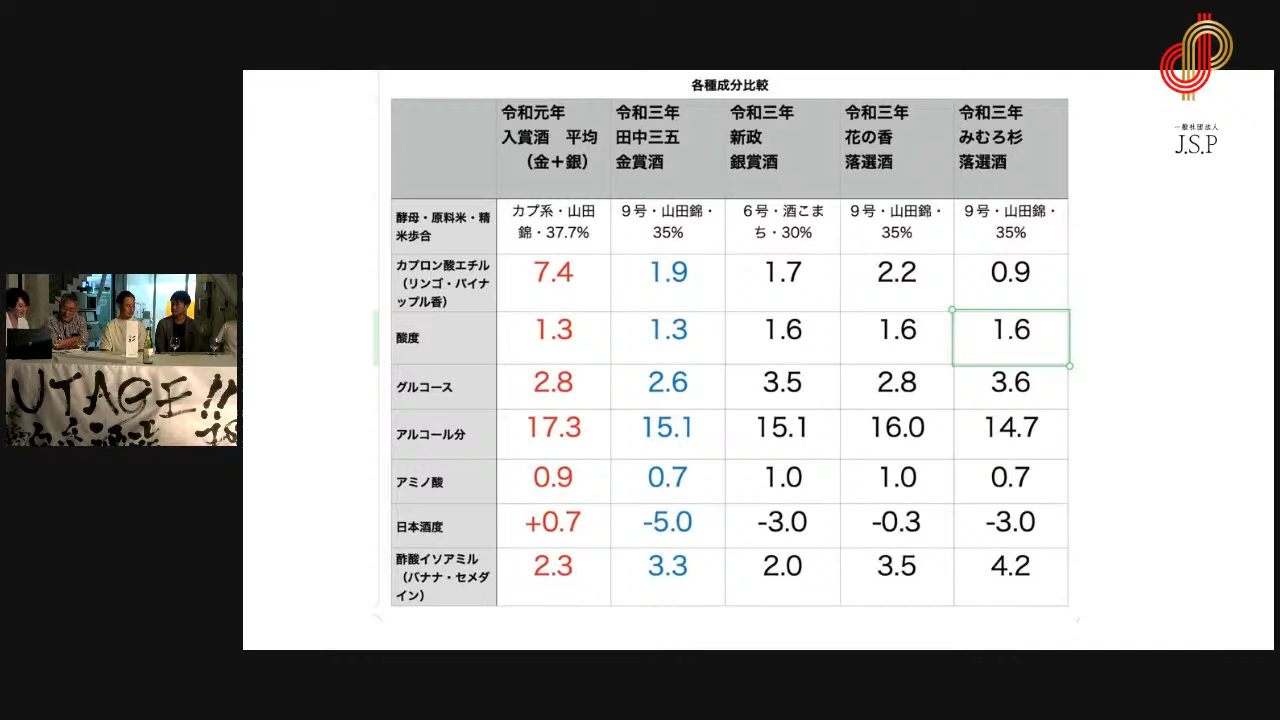 一般社団法人
J.S.P
各種成分比較
令和元年
入賞酒　平均
（金＋銀）
令和三年
田中三五
金賞酒
令和三年
新政
銀賞酒
令和三年
花の香
落選酒
令和三年
みむろ杉
落選酒
酵母・原料米・精
米歩合
カプ系・山田
錦・37.7%
９号・山田錦・
35%
６号・酒こま
ち・30%
９号・山田錦・
35%
９号・山田錦・
35%
カプロン酸エチル
（リンゴ・パイナ
ップル香）
7.4
1.9
1.7
2.2
0.9
酸度
1.3
1.3
1.6
1.6
1.6
グルコース
2.8
2.6
3.5
2.8
3.6
アルコール分
17.3
15.1
15.1
16.0
14.7
アミノ酸
0.9
0.7
1.0
1.0
0.7
日本酒度
+0.7
-5.0
-3.0
-0.3
-3.0
酢酸イソアミル
（バナナ・セメダ
イン）
2.3
3.3
2.0
3.5
4.2
UTAGE!!